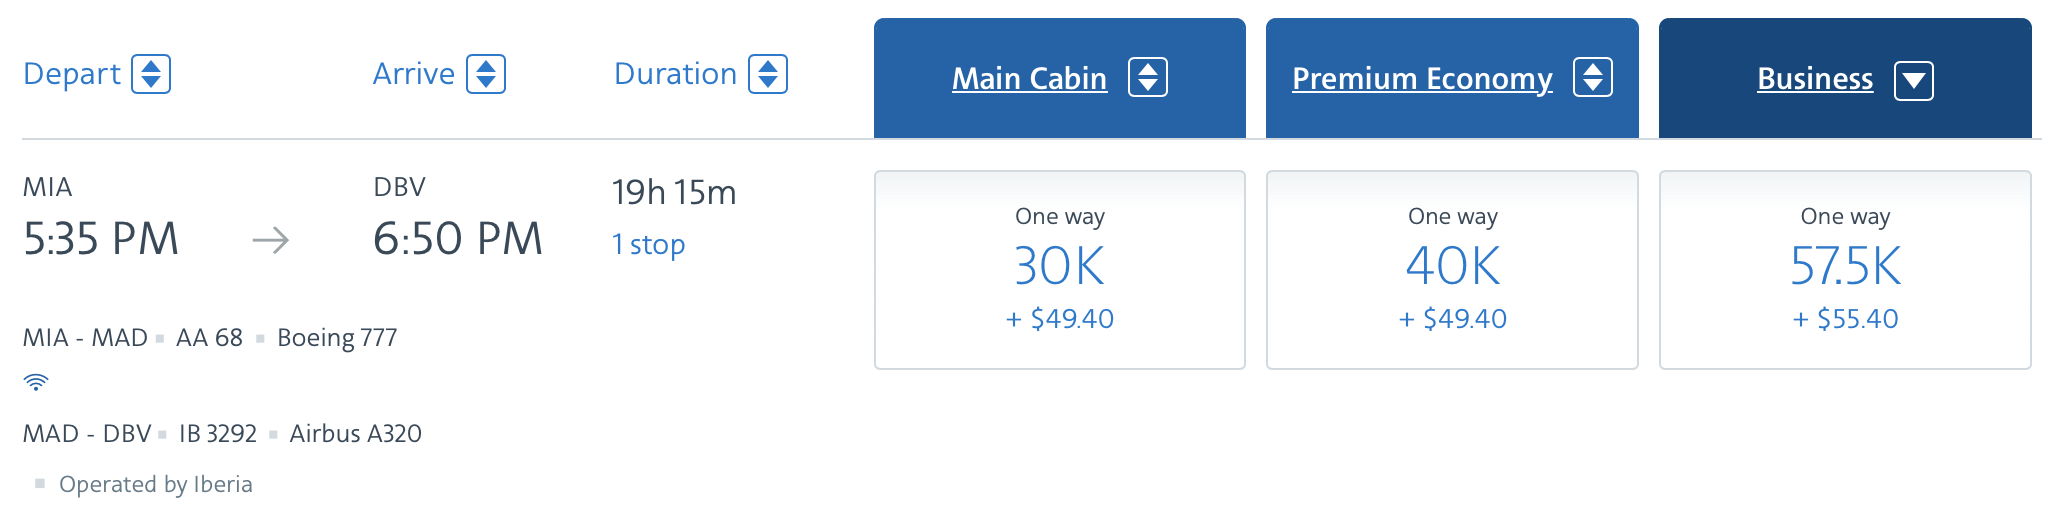 Depart Arrive Duration Main Cabin Premium Economy Business
MIA DBV 19h 15m One way One way One way
5:35 PM 6:50 PM 1 stop 30K 40K 57.5K
+ $49.40 + $49.40 + $55.40
MIA - MAD AA 68 Boeing 777
MAD - DBV IB 3292 Airbus A320
Operated by Iberia